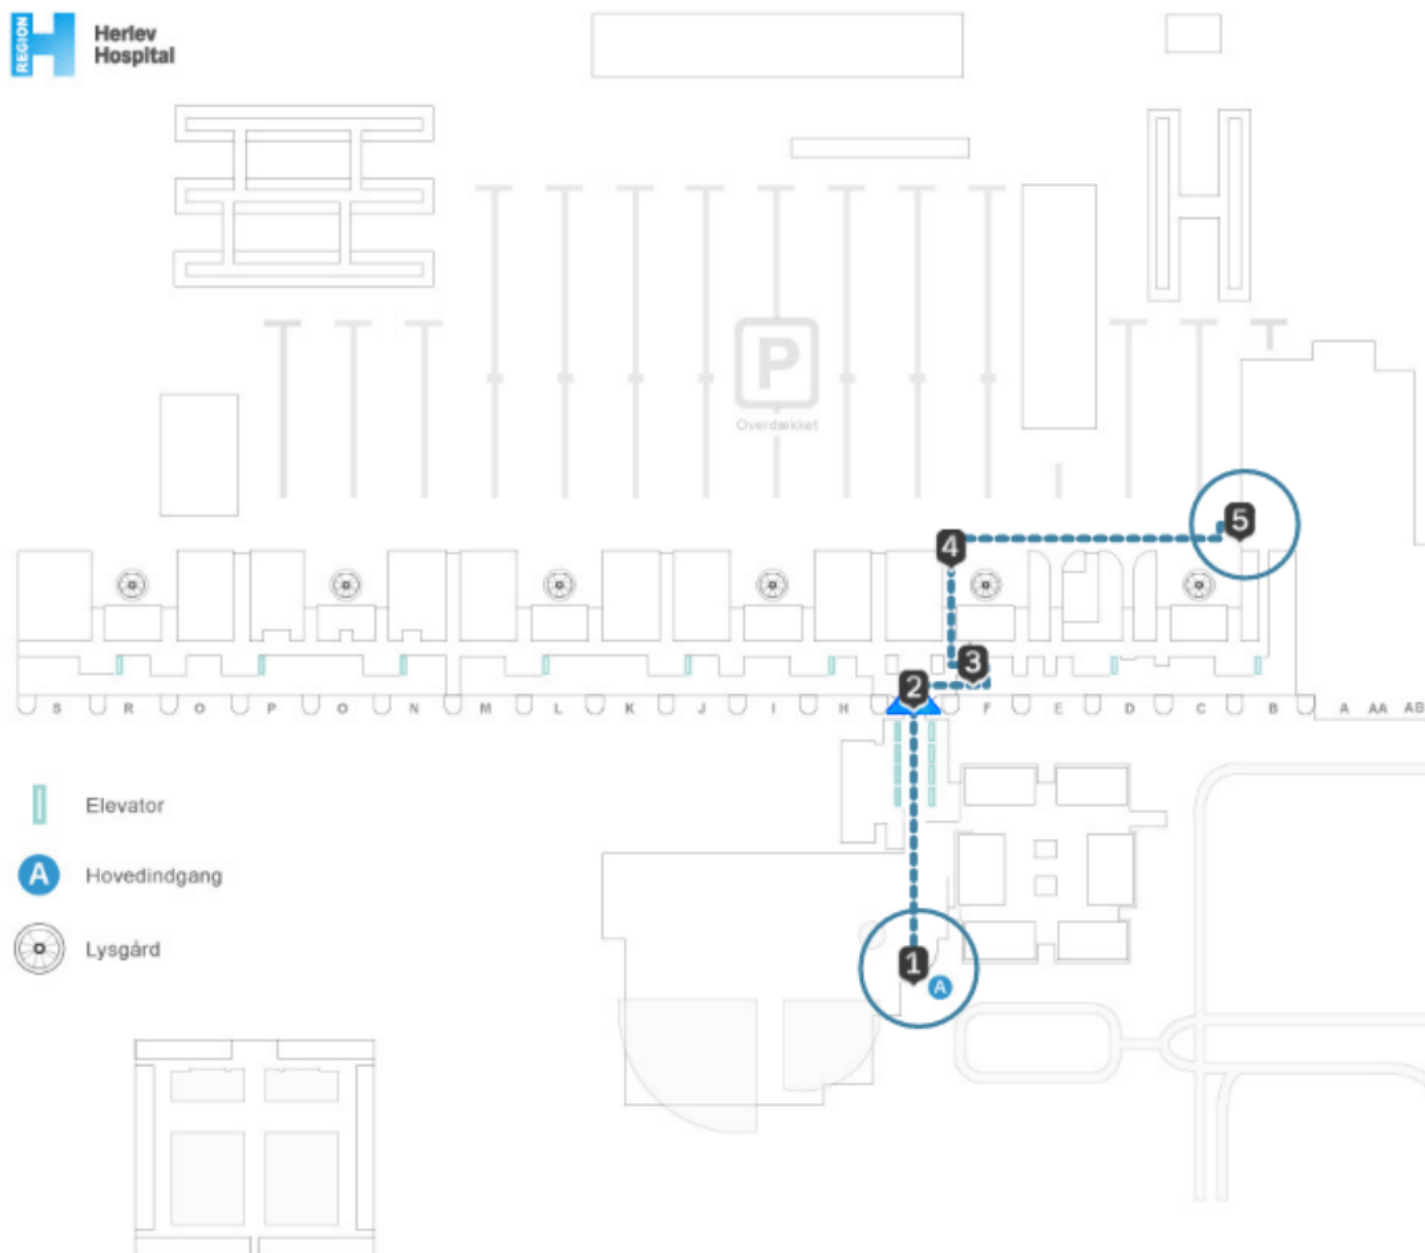 REGION
H
Herlev
Hospital
P
Overdækket
5
4
3
2
S R O P O N M L K J I H F E D C B A AA AB
Elevator
A Hovedindgang
Lysgård
1
A